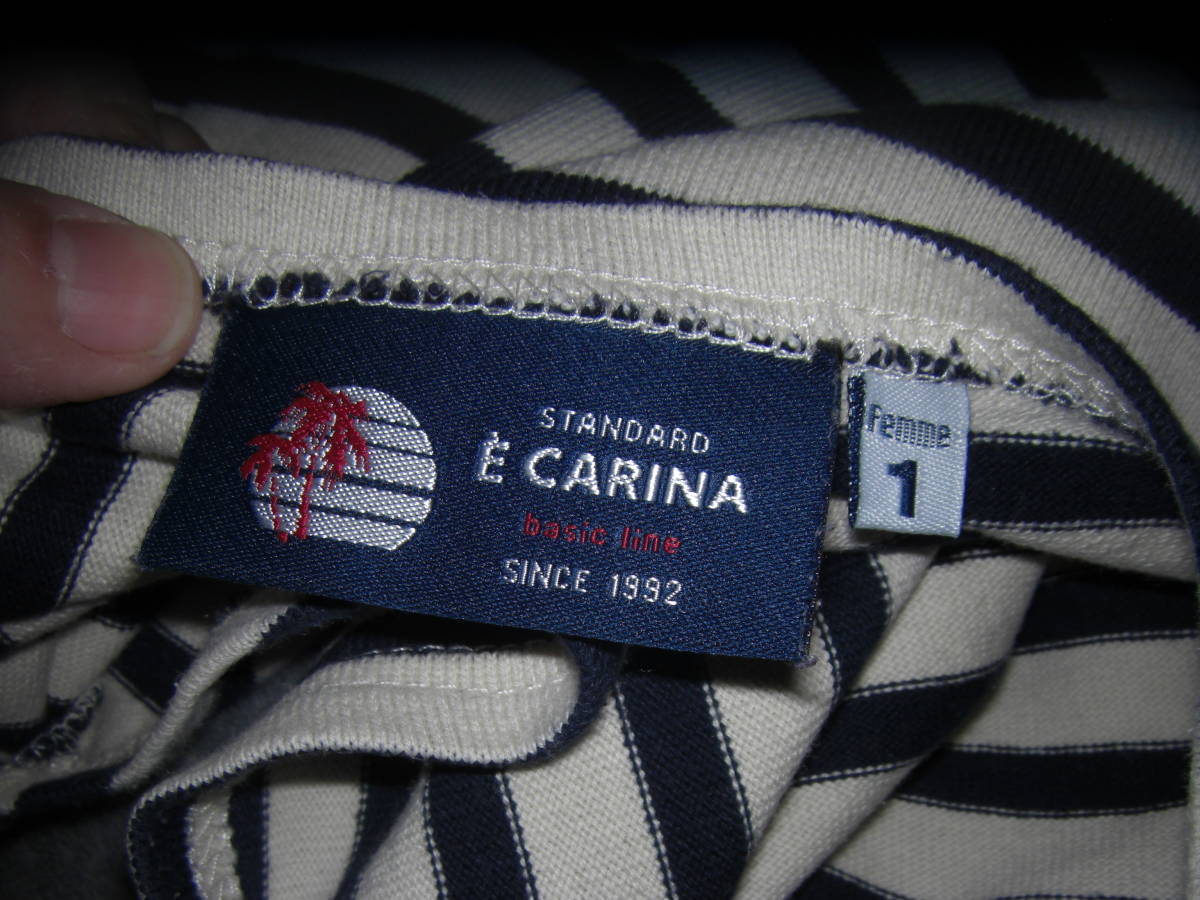 STANDARD
È CARINA
basic line
SINCE 1992
Femme
1